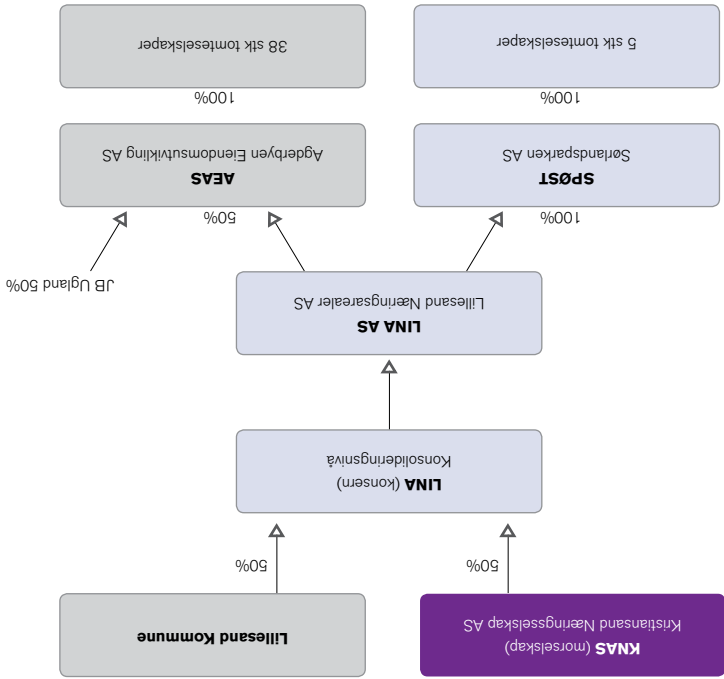 KNAS (morselskap)
Kristiansand Næringsselskap AS
Lillesand Kommune
50%
50%
LINA (konsern)
Konsolideringsnivå
LINA AS
Lillesand Næringsarealer AS
JB Ugland 50%
100%
50%
SPØST
Sørlandsparken AS
AEAS
Agderbyen Eiendomsutvikling AS
100%
100%
5 stk tomteselskaper
38 stk tomteselskaper